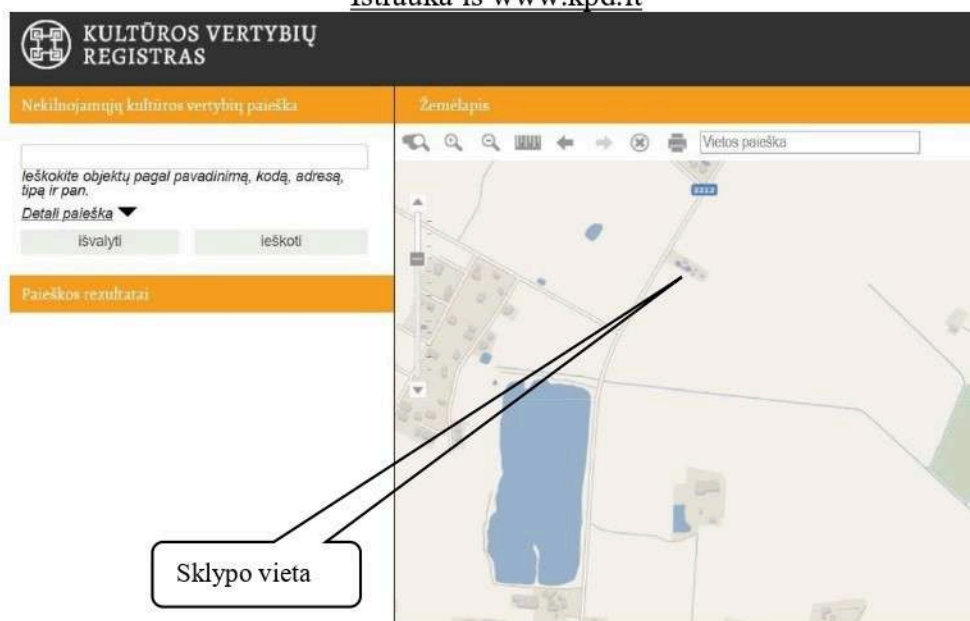 Ištrauka iš www.kpd.lt
KULTŪROS VERTYBIŲ
REGISTRAS
Nekilnojamųjų kultūros vertybių paieška
Žemėlapis
Vietos paieška
Ieškokite objektų pagal pavadinimą, kodą, adresą,
tipą ir pan.
Detali paieška
išvalyti
ieškoti
Paieškos rezultatai
2212
Sklypo vieta